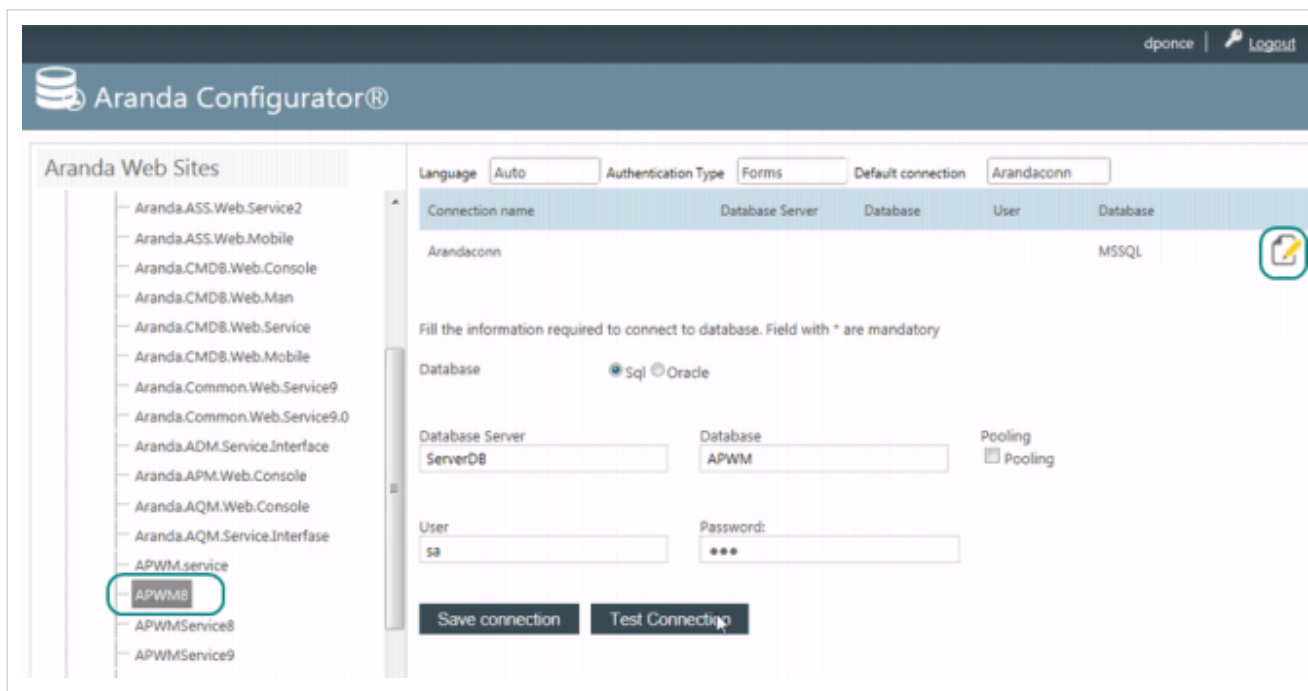 dponce | Logout
Aranda Configurator®
Aranda Web Sites
Aranda.ASS.Web.Service2
Aranda.ASS.Web.Mobile
Aranda.CMDB.Web.Console
Aranda.CMDB.Web.Man
Aranda.CMDB.Web.Service
Aranda.CMDB.Web.Mobile
Aranda.Common.Web.Service9
Aranda.Common.Web.Service9.0
Aranda.ADM.Service.Interface
Aranda.APM.Web.Console
Aranda.AQM.Web.Console
Aranda.AQM.Service.Interfase
APWM.service
APWM8
APWMService8
APWMService9
Language Auto Authentication Type Forms Default connection Arandaconn
Connection name Database Server Database User Database
Arandaconn MSSQL
Fill the information required to connect to database. Field with * are mandatory
Database Sql Oracle
Database Server Database Pooling
ServerDB APWM Pooling
User Password:
sa
Save connection Test Connection